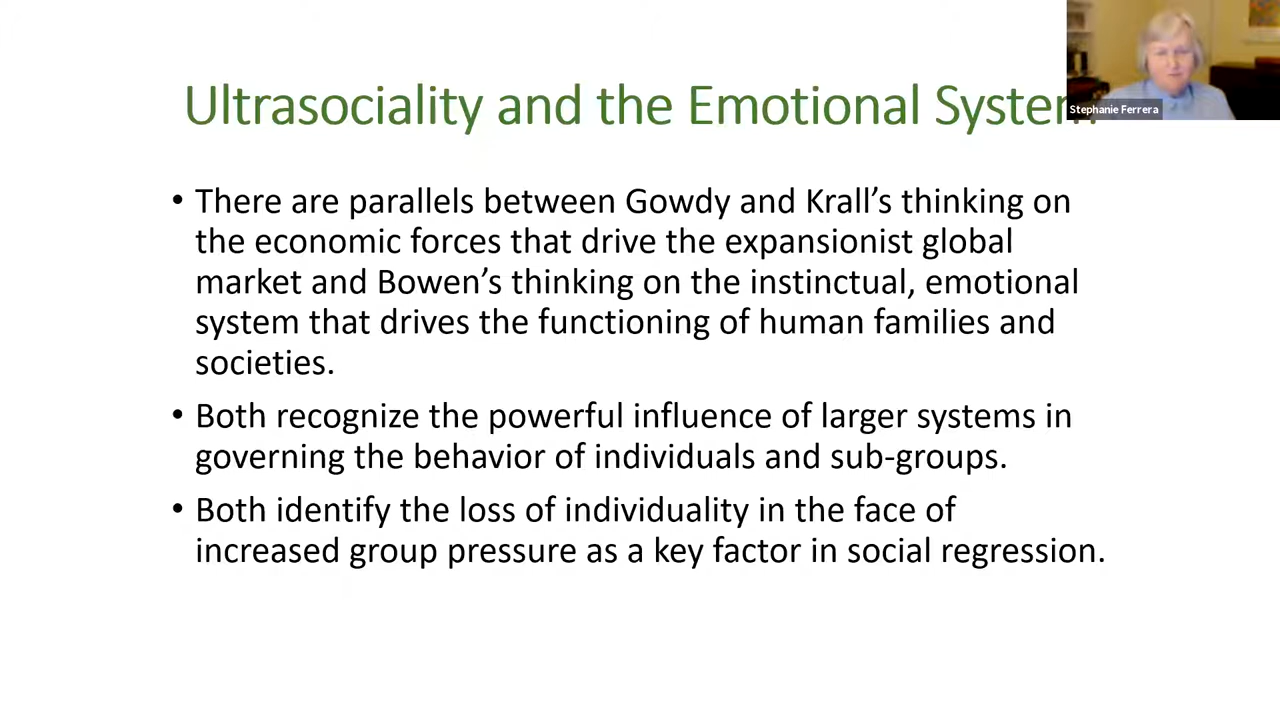 Ultrasociality and the Emotional System
Stephanie Ferrera
• There are parallels between Gowdy and Krall’s thinking on
the economic forces that drive the expansionist global
market and Bowen’s thinking on the instinctual, emotional
system that drives the functioning of human families and
societies.
• Both recognize the powerful influence of larger systems in
governing the behavior of individuals and sub-groups.
• Both identify the loss of individuality in the face of
increased group pressure as a key factor in social regression.